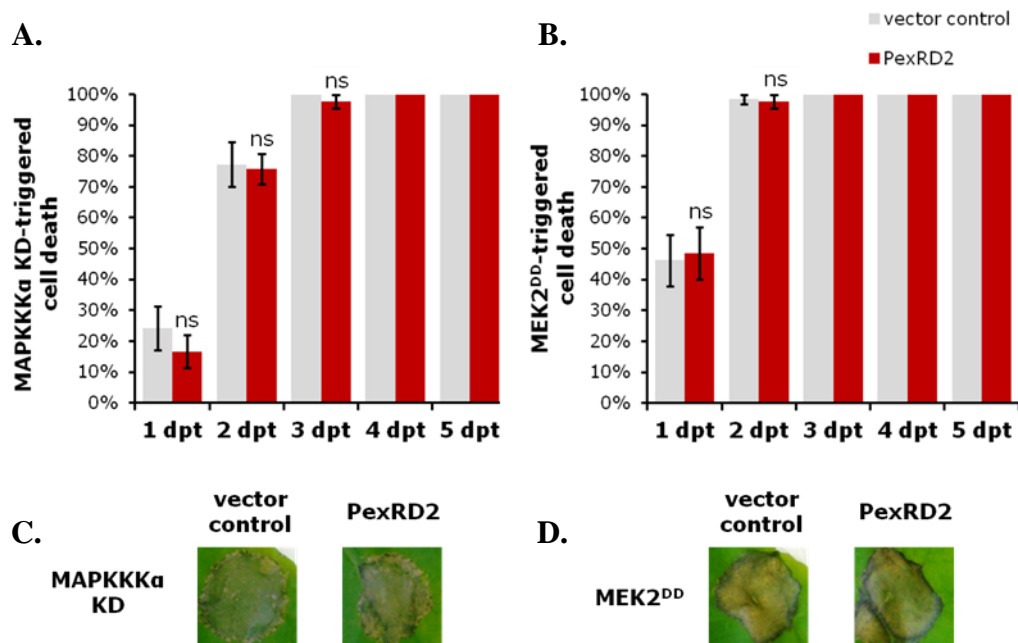 A.
MAPKKKα KD-triggered
cell death
100%
90%
80%
70%
60%
50%
40%
30%
20%
10%
0%
ns
ns
ns
1 dpt 2 dpt 3 dpt 4 dpt 5 dpt
B.
vector control
PexRD2
MEK2ᴰᴰ-triggered
cell death
100%
90%
80%
70%
60%
50%
40%
30%
20%
10%
0%
ns
ns
1 dpt 2 dpt 3 dpt 4 dpt 5 dpt
C.
vector
control
PexRD2
MAPKKKα
KD
D.
vector
control
PexRD2
MEK2ᴰᴰ